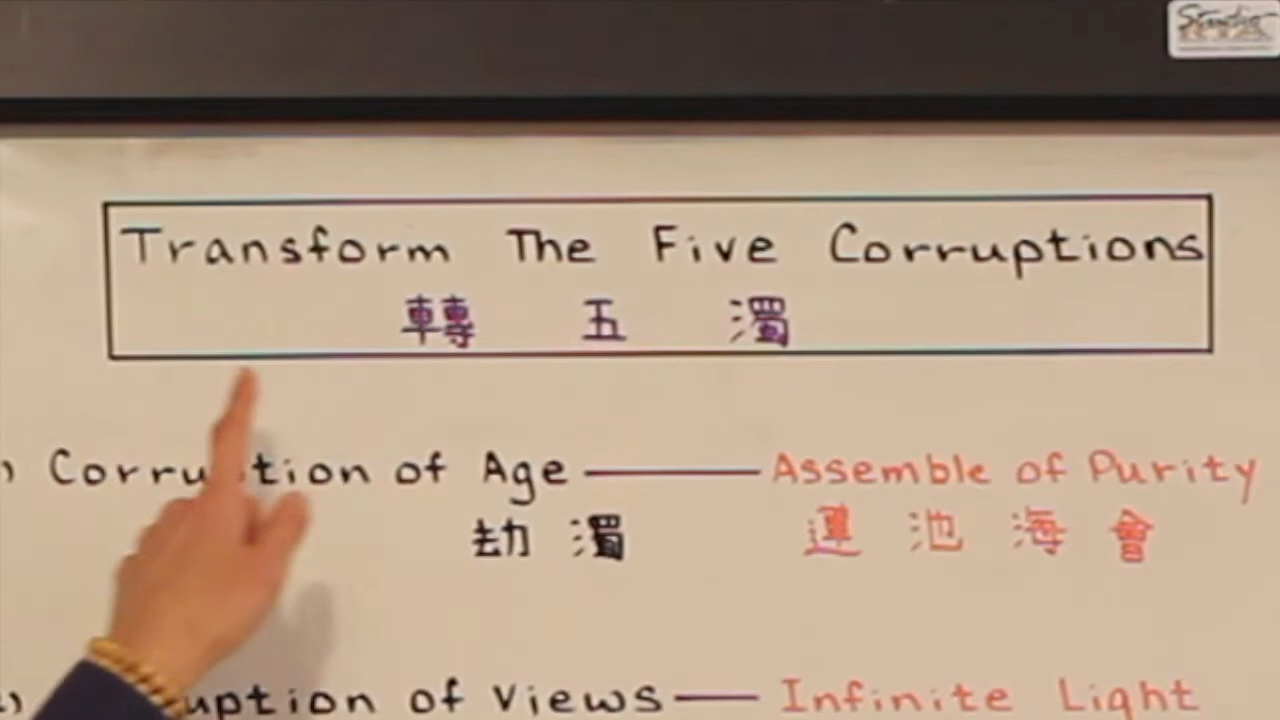 Studio
Transform The Five Corruptions
轉 五 濁
) Corruption of Age — Assemble of Purity
劫 濁 蓮 池 海 會
) uption of Views — Infinite Light